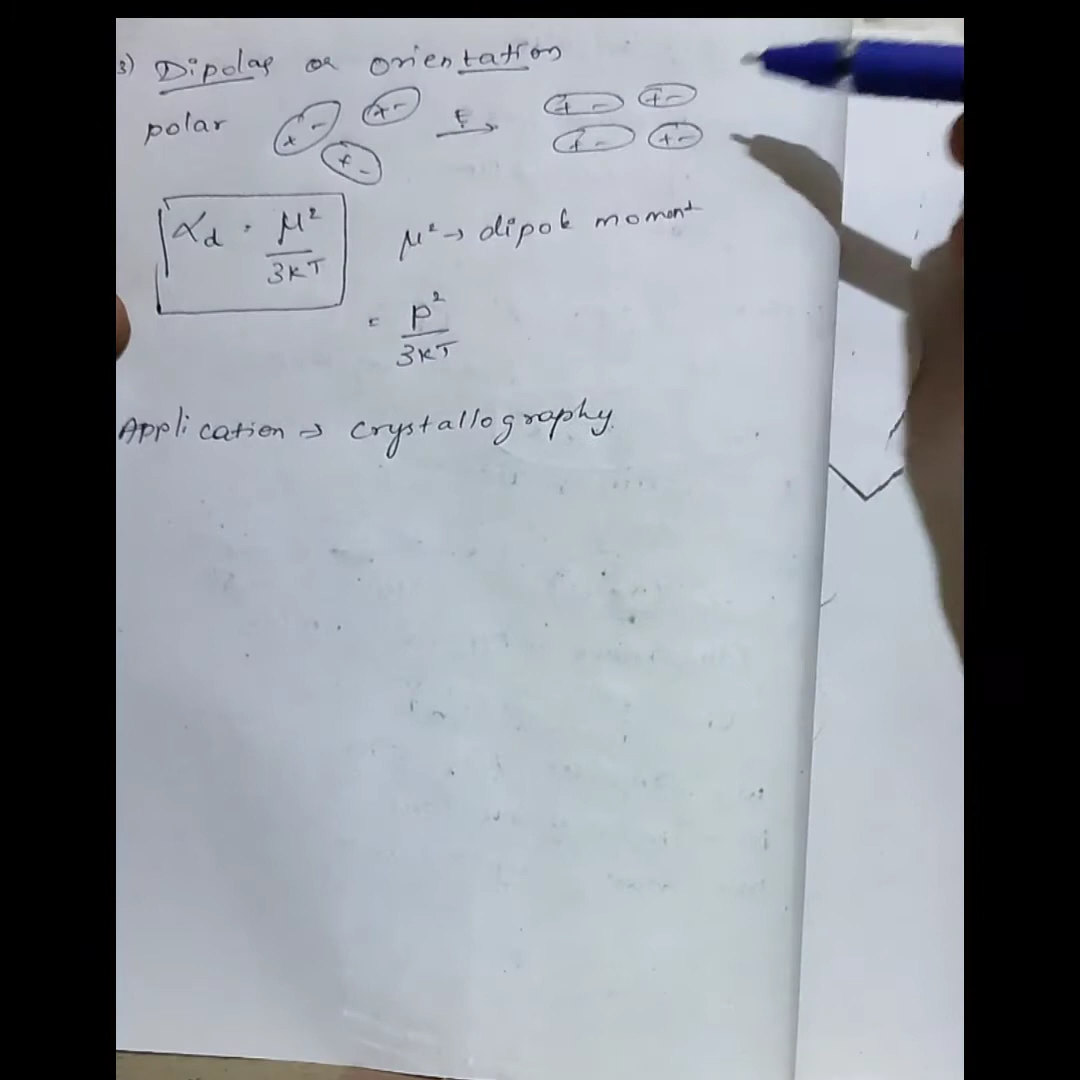 3) Dipolar or orientation
polar + - + - + - E → + - + - + - + -
αd = μ²/3KT μ² → dipole moment
= P²/3KT
Application → Crystallography.